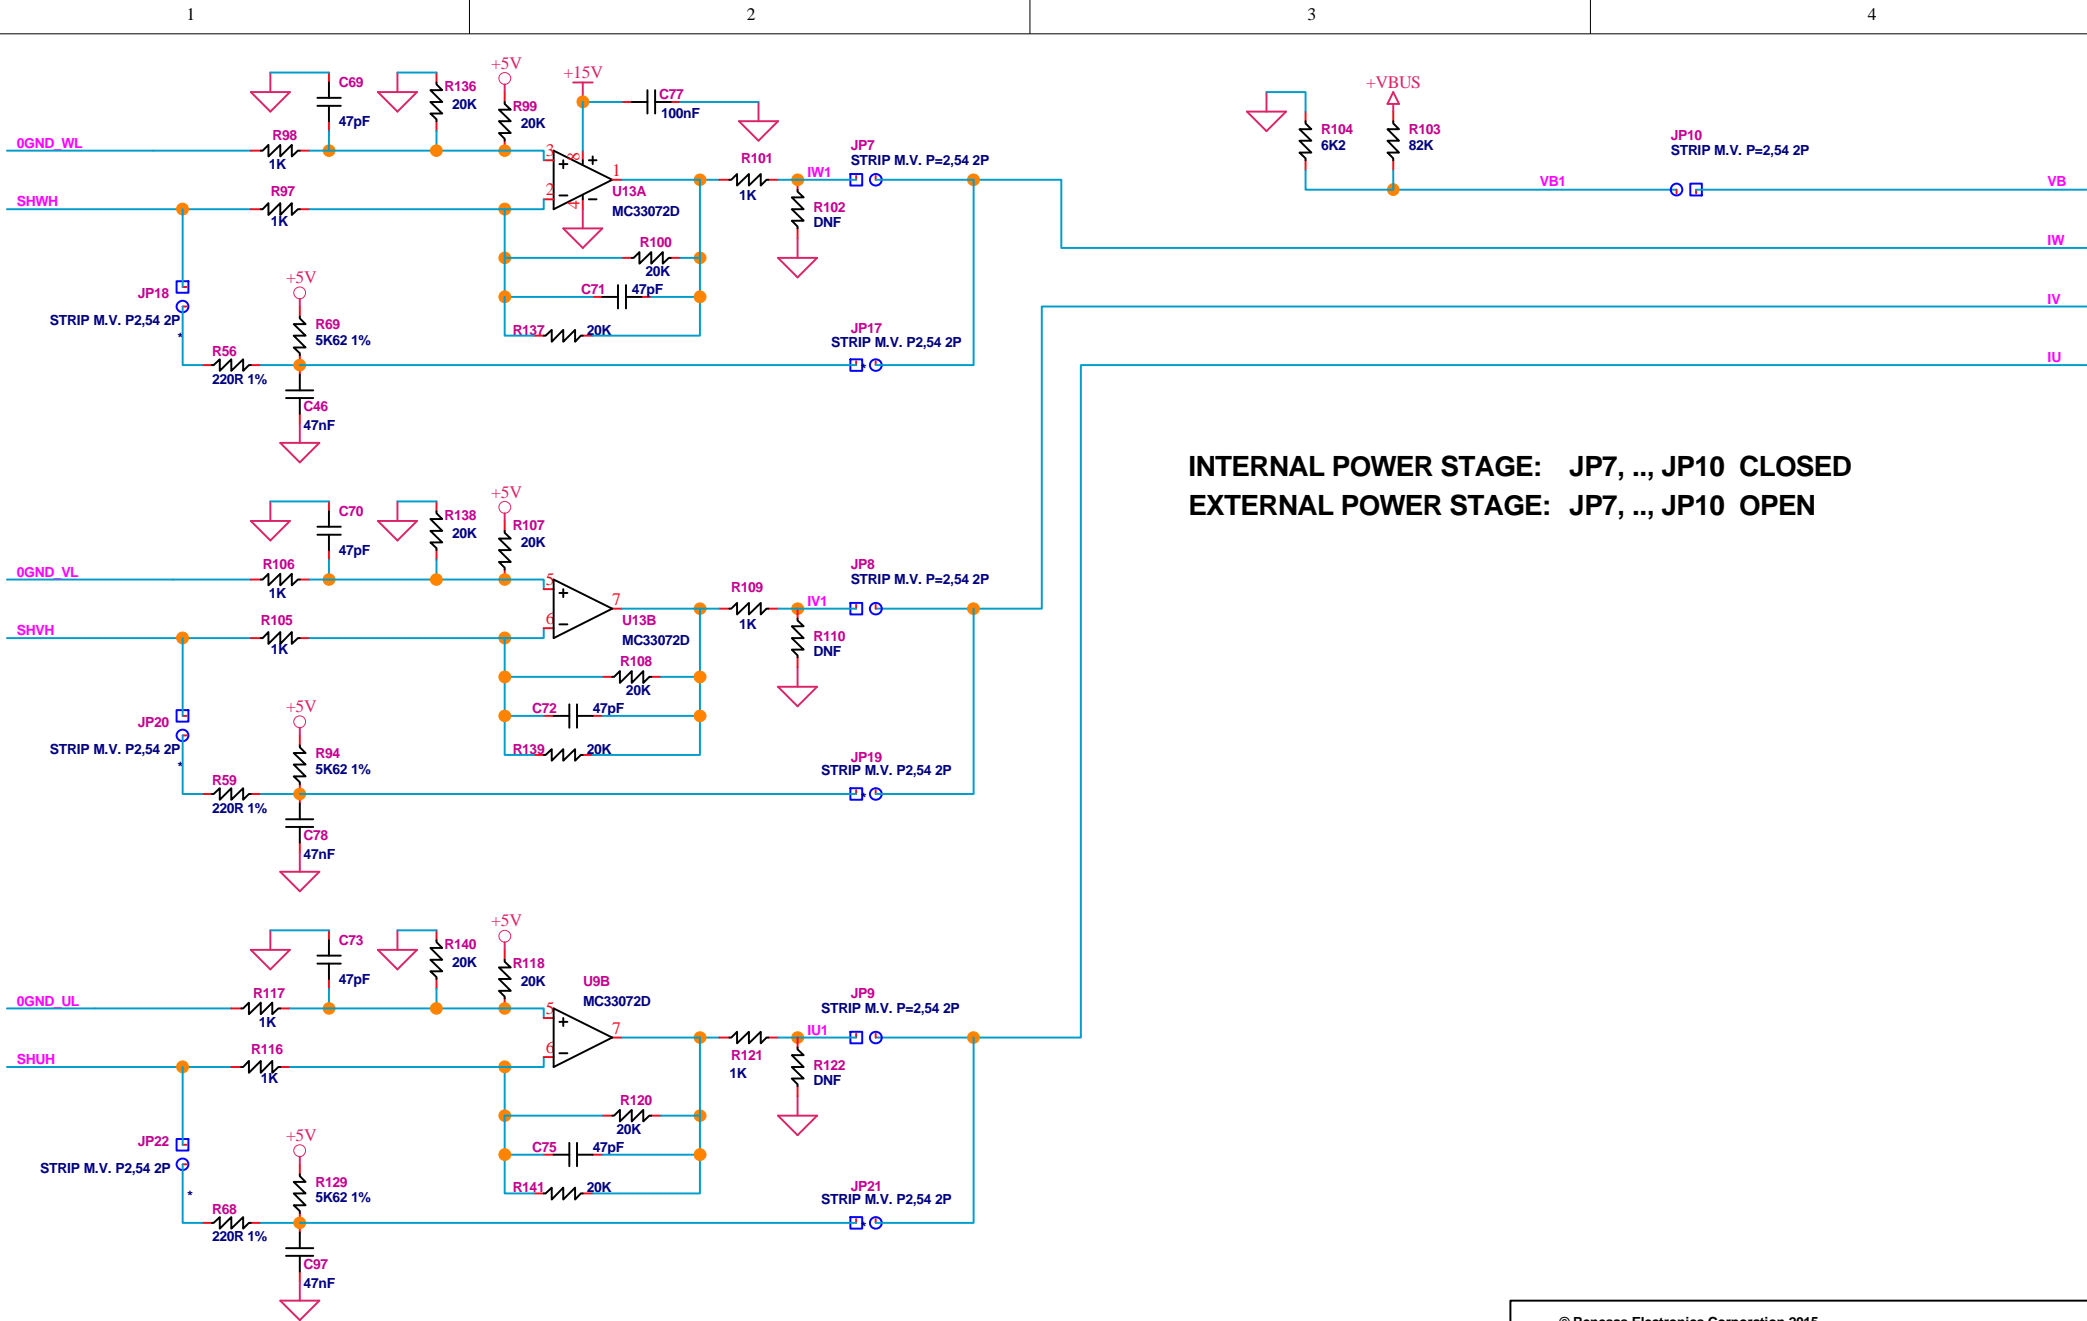 1 2 3 4
+5V
+15V
+VBUS
C69
47pF
R136
20K
R99
20K
C77
100nF
R104
6K2
R103
82K
JP10
STRIP M.V. P=2,54 2P
0GND_WL
R98
1K
3
8
2
4
1
U13A
MC33072D
R101
1K
IW1
JP7
STRIP M.V. P=2,54 2P
VB1
VB
SHWH
R97
1K
R102
DNF
IW
R100
20K
C71
47pF
R137
20K
JP17
STRIP M.V. P2,54 2P
*
IV
JP18
STRIP M.V. P2,54 2P
*
+5V
R69
5K62 1%
R56
220R 1%
C46
47nF
IU
INTERNAL POWER STAGE: JP7, .., JP10 CLOSED
EXTERNAL POWER STAGE: JP7, .., JP10 OPEN
+5V
C70
47pF
R138
20K
R107
20K
0GND_VL
R106
1K
5
6
7
U13B
MC33072D
R109
1K
IV1
JP8
STRIP M.V. P=2,54 2P
SHVH
R105
1K
R110
DNF
R108
20K
C72
47pF
R139
20K
JP19
STRIP M.V. P2,54 2P
*
JP20
STRIP M.V. P2,54 2P
*
+5V
R94
5K62 1%
R59
220R 1%
C78
47nF
+5V
C73
47pF
R140
20K
R118
20K
U9B
MC33072D
0GND_UL
R117
1K
5
6
7
R121
1K
IU1
JP9
STRIP M.V. P=2,54 2P
SHUH
R116
1K
R122
DNF
R120
20K
C75
47pF
R141
20K
JP21
STRIP M.V. P2,54 2P
*
JP22
STRIP M.V. P2,54 2P
*
+5V
R129
5K62 1%
R68
220R 1%
C97
47nF
© Renesas Electronics Corporation 2015